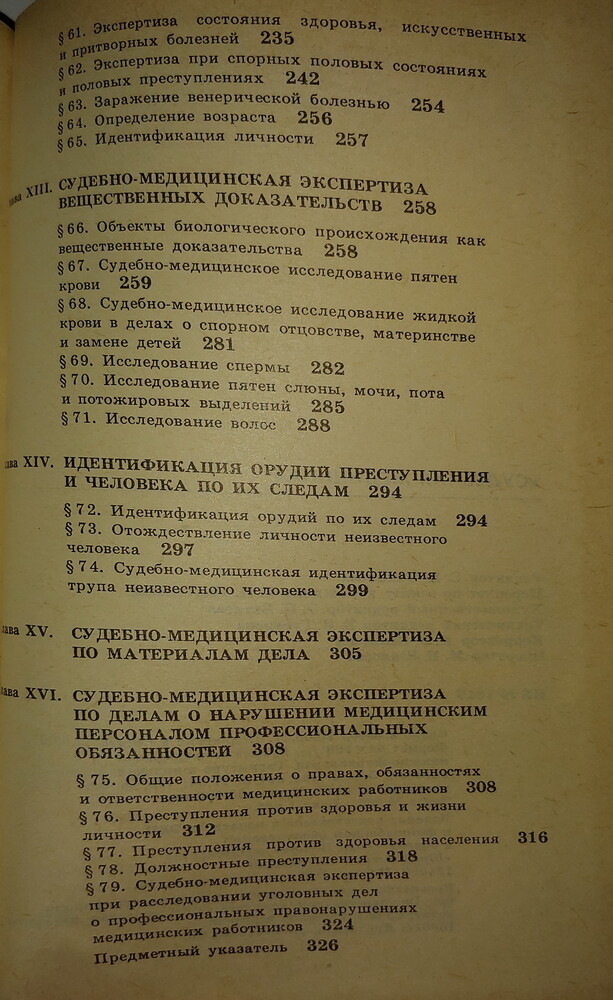 § 61. Экспертиза состояния здоровья, искусственных
и притворных болезней 235
§ 62. Экспертиза при спорных половых состояниях
и половых преступлениях 242
§ 63. Заражение венерической болезнью 254
§ 64. Определение возраста 256
§ 65. Идентификация личности 257
ава XIII. СУДЕБНО-МЕДИЦИНСКАЯ ЭКСПЕРТИЗА
ВЕЩЕСТВЕННЫХ ДОКАЗАТЕЛЬСТВ 258
§ 66. Объекты биологического происхождения как
вещественные доказательства 258
§ 67. Судебно-медицинское исследование пятен
крови 259
§ 68. Судебно-медицинское исследование жидкой
крови в делах о спорном отцовстве, материнстве
и замене детей 281
§ 69. Исследование спермы 282
§ 70. Исследование пятен слюны, мочи, пота
и потожировых выделений 285
§ 71. Исследование волос 288
ава XIV. ИДЕНТИФИКАЦИЯ ОРУДИЙ ПРЕСТУПЛЕНИЯ
И ЧЕЛОВЕКА ПО ИХ СЛЕДАМ 294
§ 72. Идентификация орудий по их следам 294
§ 73. Отождествление личности неизвестного
человека 297
§ 74. Судебно-медицинская идентификация
трупа неизвестного человека 299
ава XV. СУДЕБНО-МЕДИЦИНСКАЯ ЭКСПЕРТИЗА
ПО МАТЕРИАЛАМ ДЕЛА 305
ава XVI. СУДЕБНО-МЕДИЦИНСКАЯ ЭКСПЕРТИЗА
ПО ДЕЛАМ О НАРУШЕНИИ МЕДИЦИНСКИМ
ПЕРСОНАЛОМ ПРОФЕССИОНАЛЬНЫХ
ОБЯЗАННОСТЕЙ 308
§ 75. Общие положения о правах, обязанностях
и ответственности медицинских работников 308
§ 76. Преступления против здоровья и жизни
личности 312
§ 77. Преступления против здоровья населения 316
§ 78. Должностные преступления 318
§ 79. Судебно-медицинская экспертиза
при расследовании уголовных дел
о профессиональных правонарушениях
медицинских работников 324
Предметный указатель 326